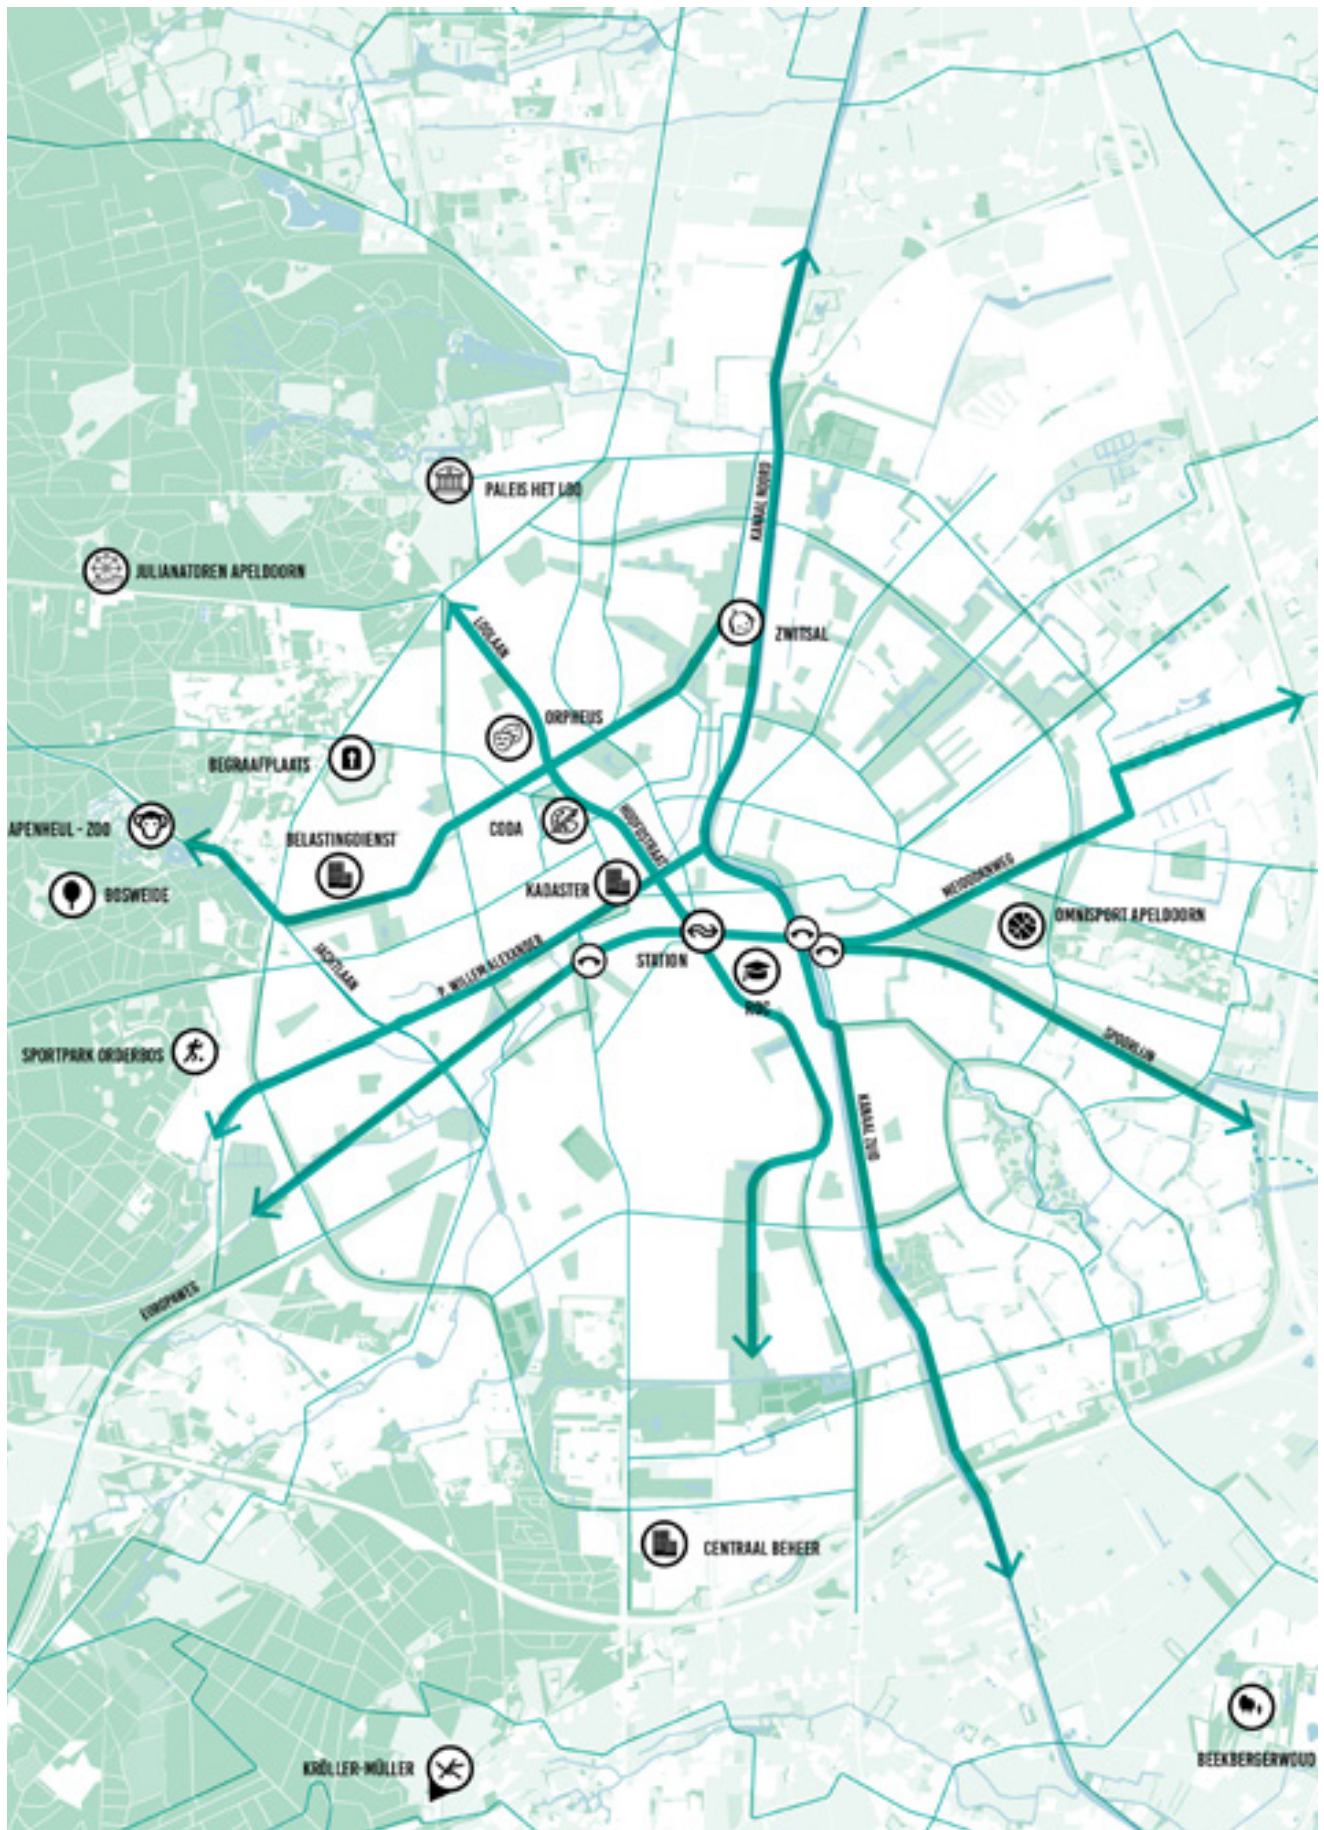 KANAAL NOORD
PALEIS HET LOO
JULIANATOREN APELDOORN
LOOLAAN
ZWITSAL
ORPHEUS
BEGRAAFPLAATS
APENHEUL - ZOO
CODA
HOOFDSTRAAT
BELASTINGDIENST
BOSWEIDE
KADASTER
OMNISPORT APELDOORN
JACHTLAAN
P. WILLEM ALEXANDER
STATION
ROC
SPORTPARK ORDERBOS
SPOORLIJN
KANAAL ZUID
EUROPAWEG
CENTRAAL BEHEER
KRÖLLER-MÜLLER
BEEKBERGERWOUD